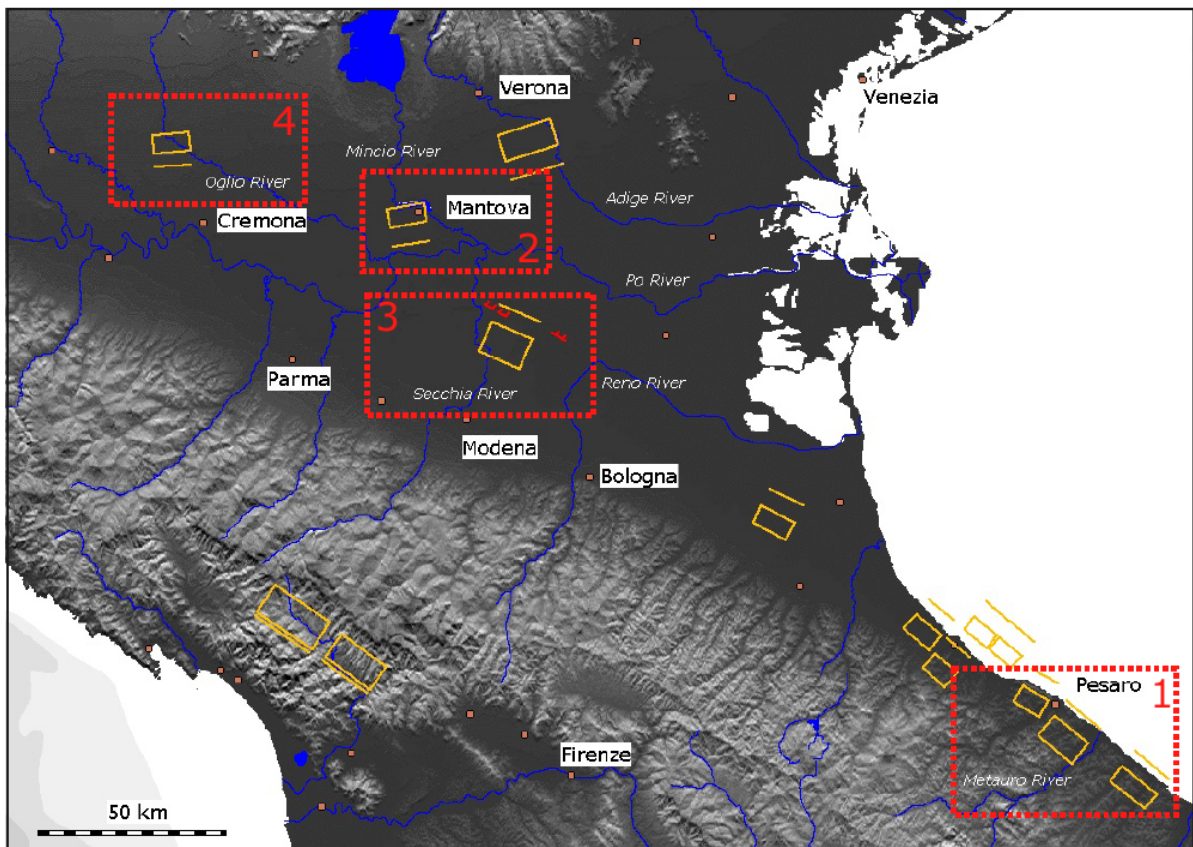 Verona
Venezia
4
Mincio River
Oglio River
Adige River
Mantova
Cremona
2
Po River
3
Parma
Secchia River
Reno River
Modena
Bologna
Pesaro
1
Firenze
Metauro River
50 km